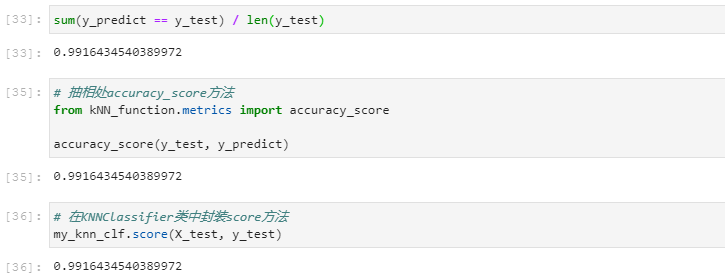 [33]: sum(y_predict == y_test) / len(y_test)
[33]: 0.9916434540389972
[35]: # 抽相处accuracy_score方法
from kNN_function.metrics import accuracy_score
accuracy_score(y_test, y_predict)
[35]: 0.9916434540389972
[36]: # 在KNNClassifier类中封装score方法
my_knn_clf.score(X_test, y_test)
[36]: 0.9916434540389972